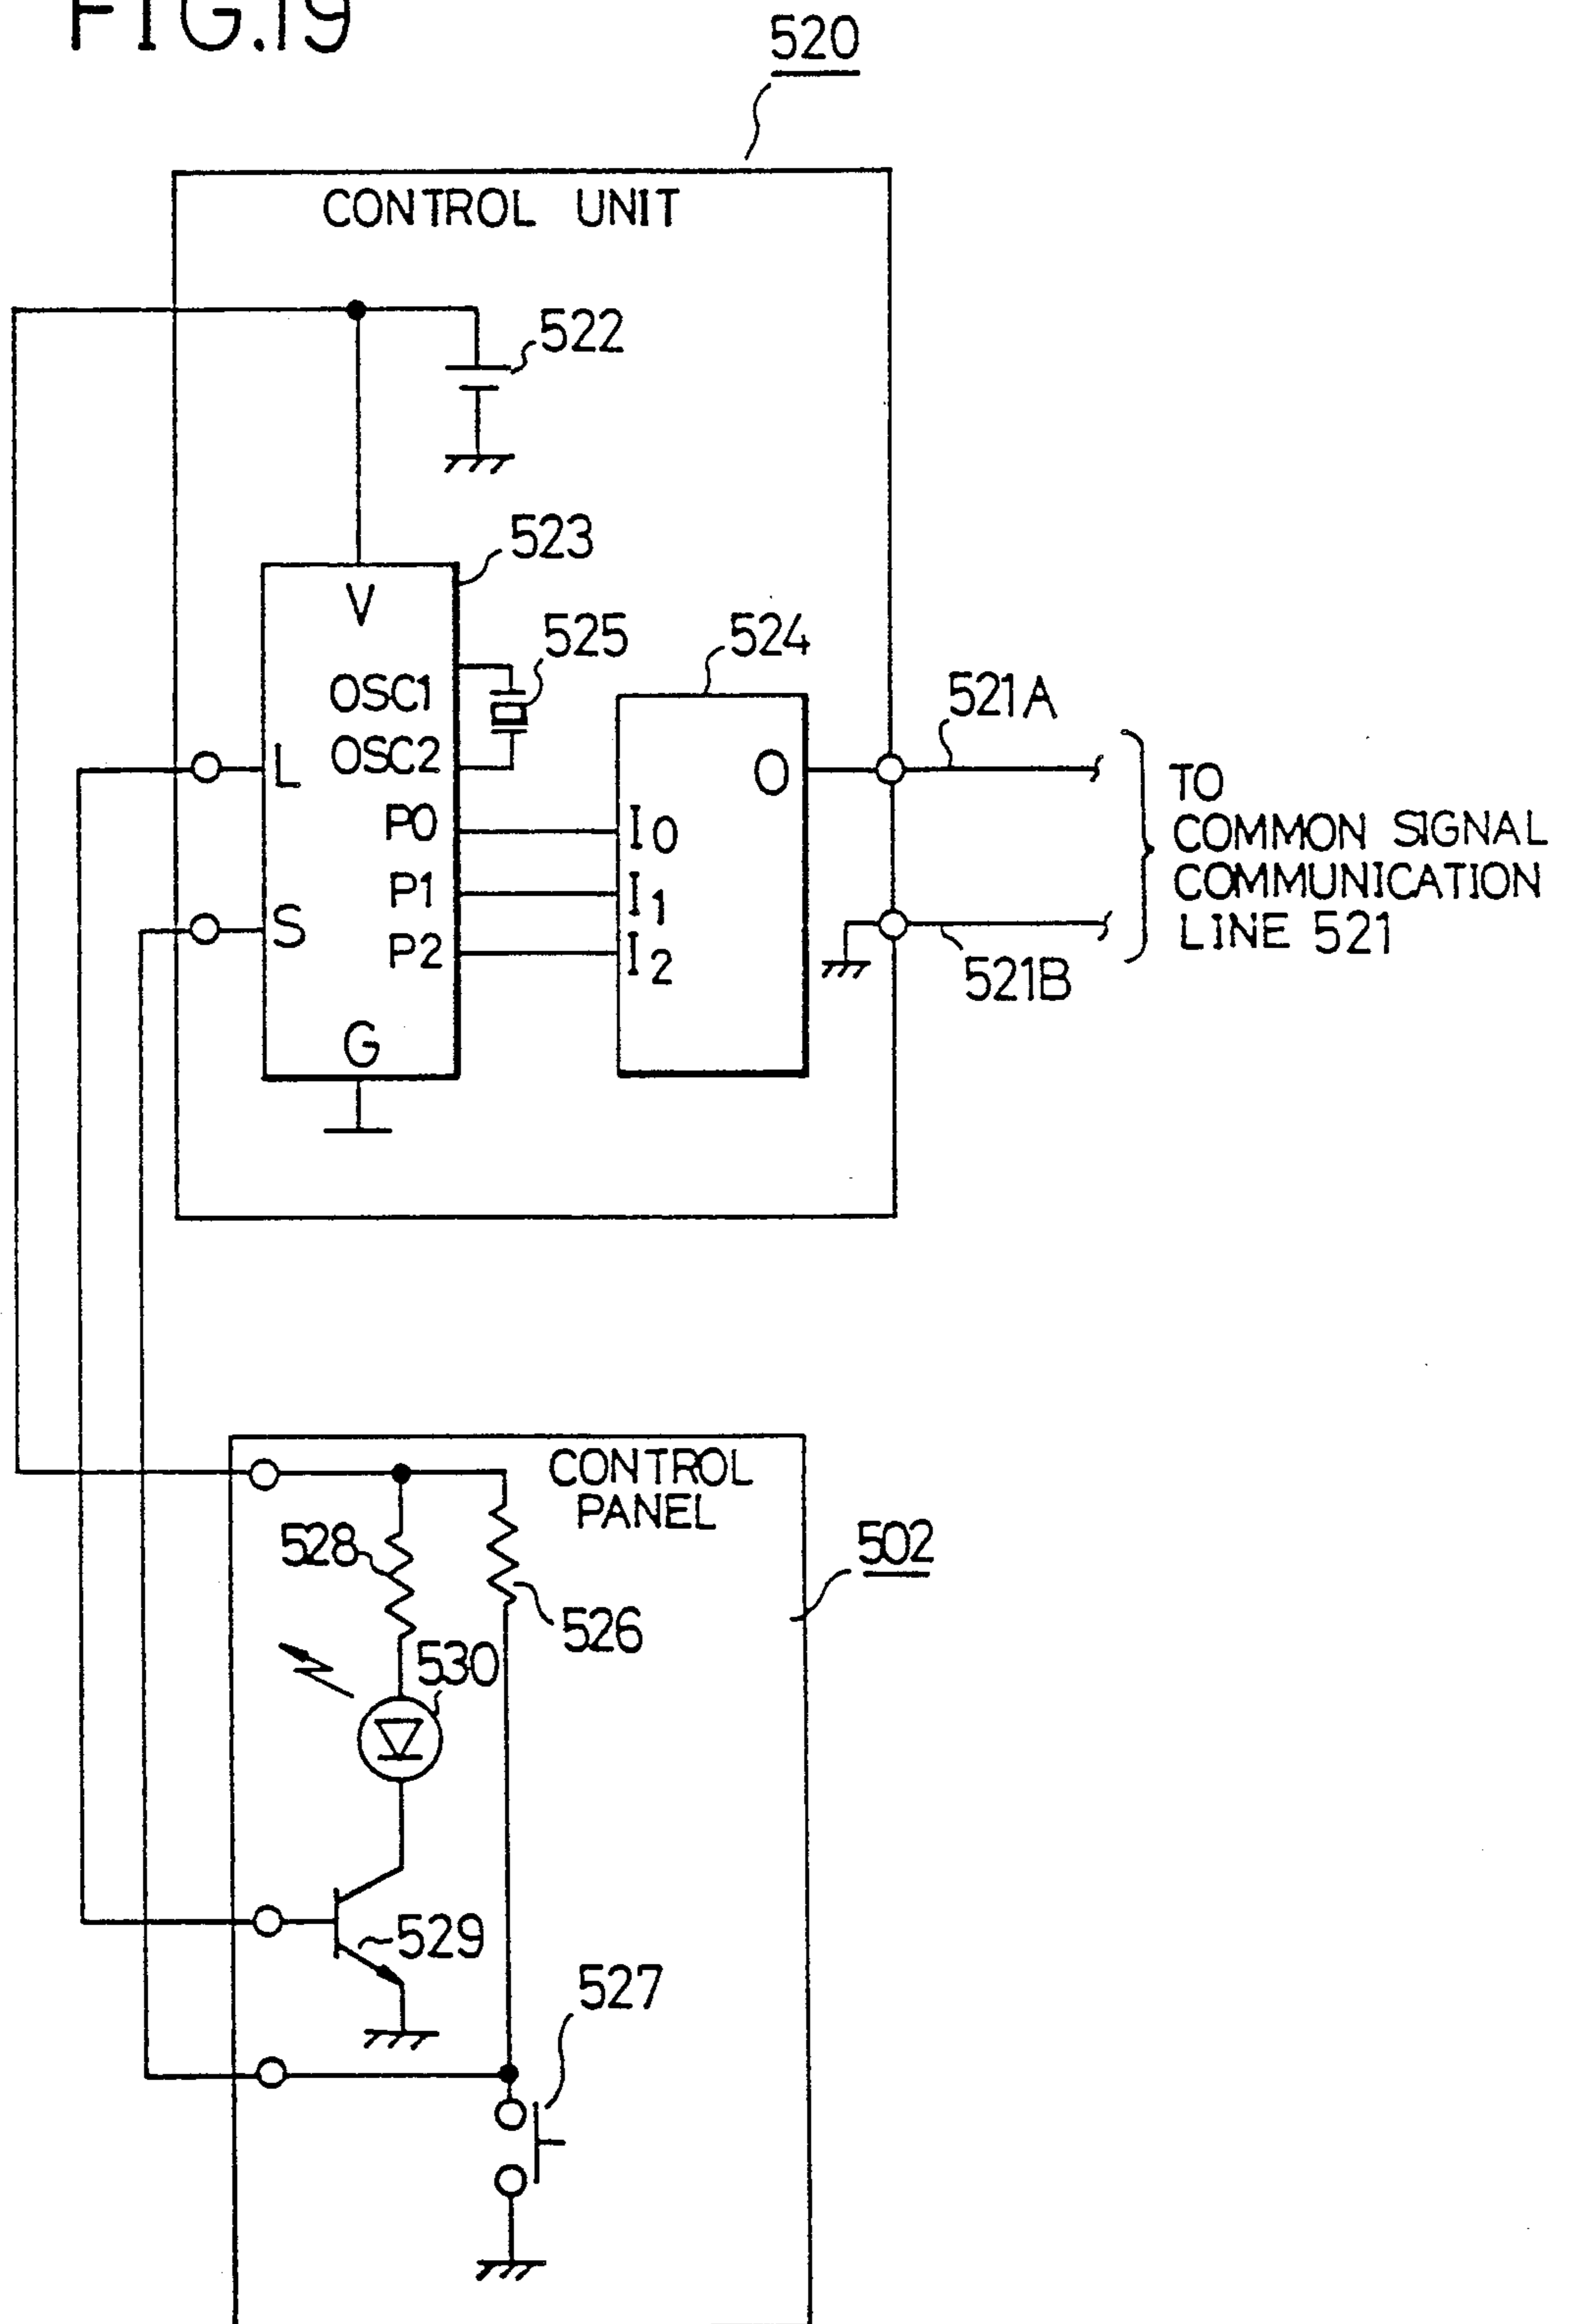 FIG.19
520
CONTROL UNIT
522
523
V
525
524
OSC1
521A
OSC2
L
O
TO
COMMON SIGNAL
COMMUNICATION
LINE 521
P0
I0
P1
I1
S
P2
I2
521B
G
CONTROL
PANEL
528
502
526
530
529
527